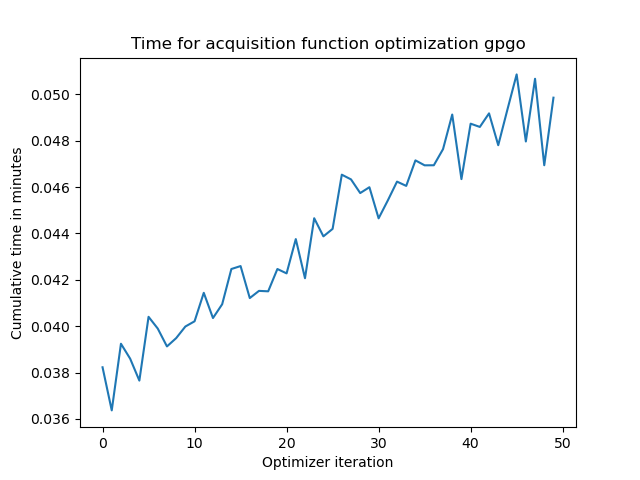 Time for acquisition function optimization gpgo
Cumulative time in minutes
0.050
0.048
0.046
0.044
0.042
0.040
0.038
0.036
0 10 20 30 40 50
Optimizer iteration